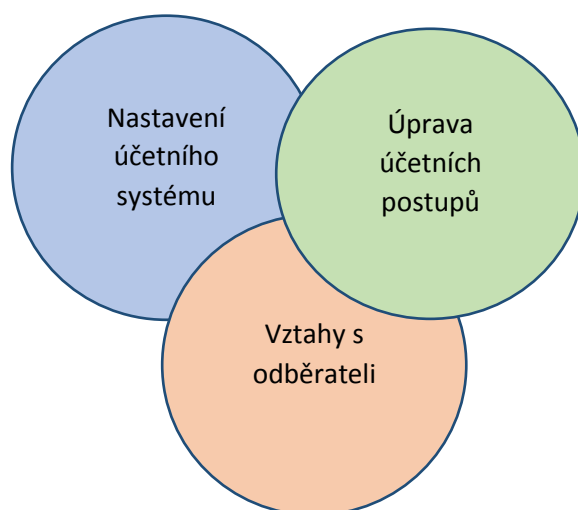 Nastavení
účetního
systému
Úprava
účetních
postupů
Vztahy s
odběrateli